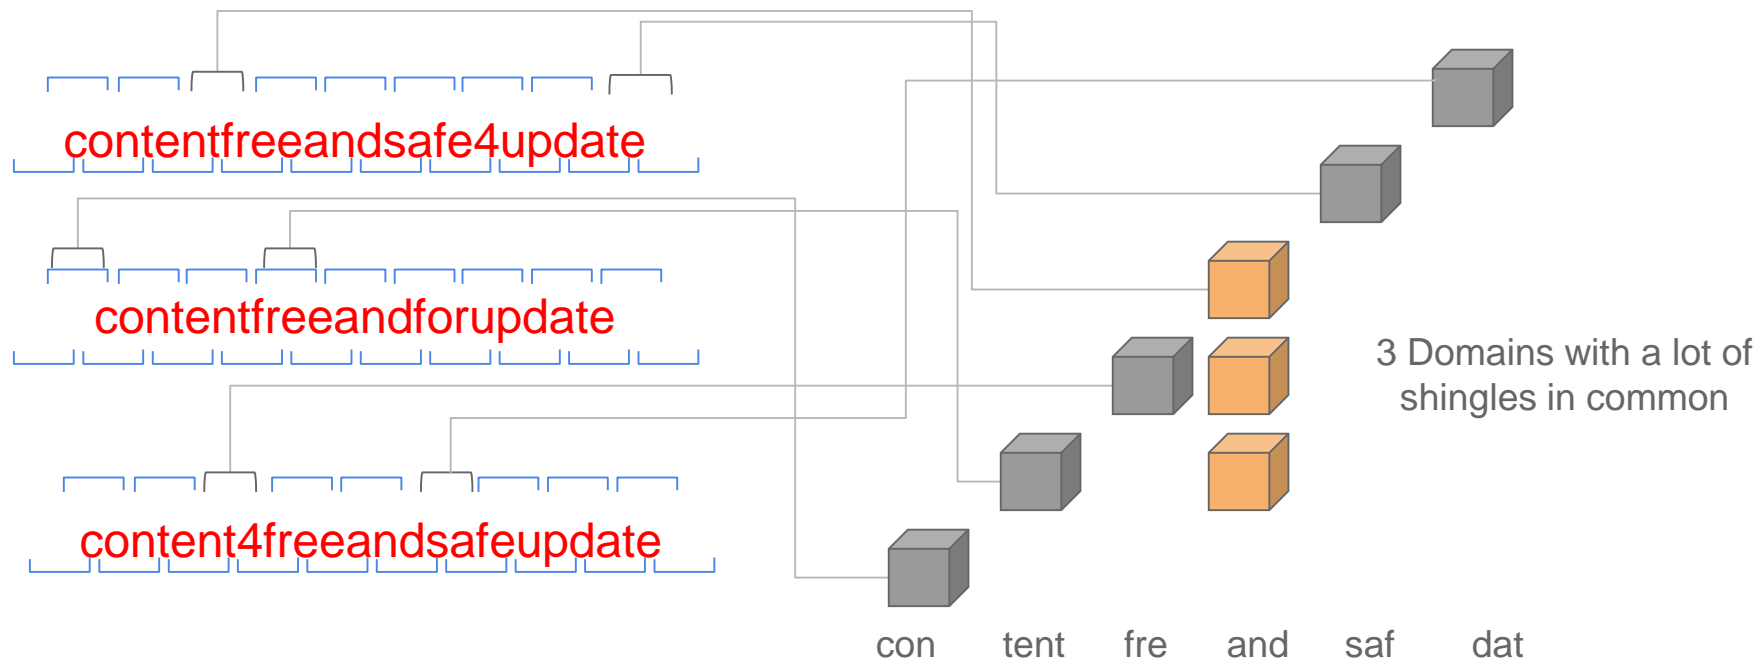 contentfreeandsafe4update
contentfreeandforupdate
content4freeandsafeupdate
3 Domains with a lot of
shingles in common
con tent fre and saf dat